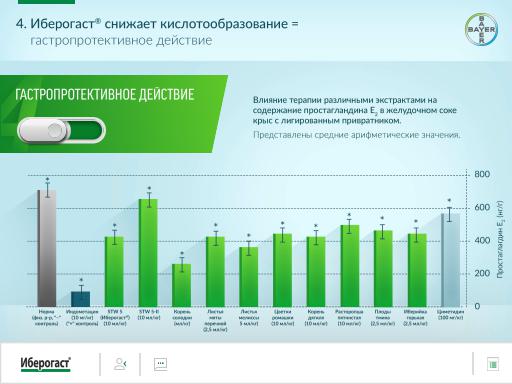 4. Иберогаст® снижает кислотообразование =
гастропротективное действие
BAYER
BAYER
ГАСТРОПРОТЕКТИВНОЕ ДЕЙСТВИЕ
4
Влияние терапии различными экстрактами на
содержание простагландина E2 в желудочном соке
крыс с лигированным привратником.
Представлены средние арифметические значения.
800
600
400
200
0
Простагландин E2 (нг/г)
* * * * * * * * * * * * *
Норма
(физ. р-р, "-"
контроль)
Индометацин
(10 мг/кг)
("+" контроль)
STW 5
(Иберогаст®)
(10 мл/кг)
STW 5-II
(10 мл/кг)
Корень
солодки
(мл/кг)
Листья
мяты
перечной
(2,5 мл/кг)
Листья
мелиссы
5 мл/кг)
Цветки
ромашки
(10 мл/кг)
Корень
дягиля
(10 мл/кг)
Расторопша
пятнистая
(10 мл/кг)
Плоды
тмина
(2,5 мл/кг)
Иберийка
горькая
(2,5 мл/кг)
Циметидин
(100 мг/кг)
Иберогаст®